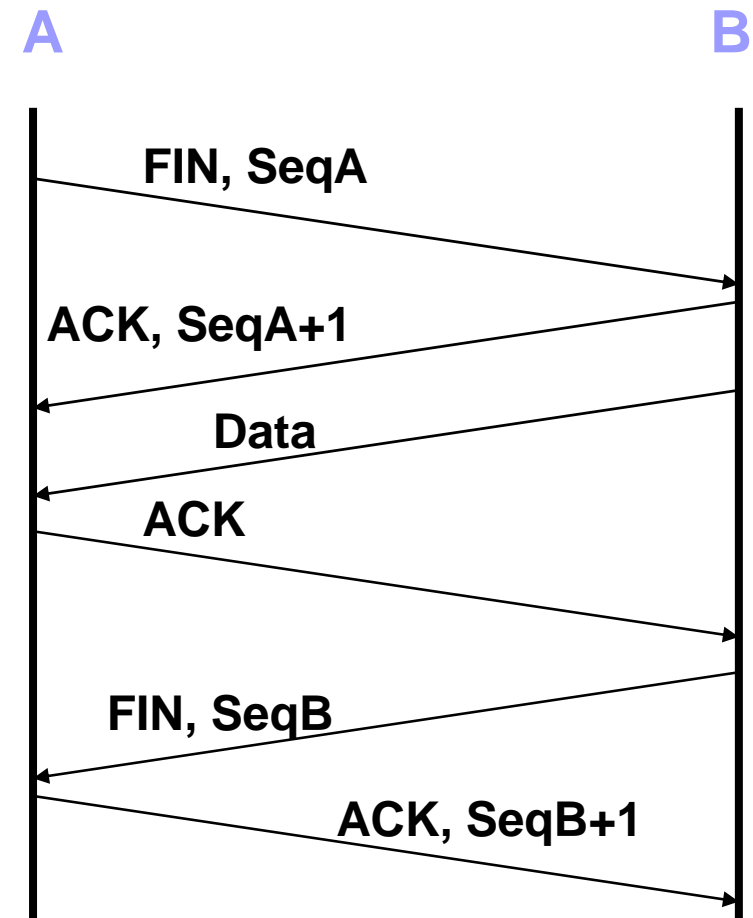 A B
FIN, SeqA
ACK, SeqA+1
Data
ACK
FIN, SeqB
ACK, SeqB+1